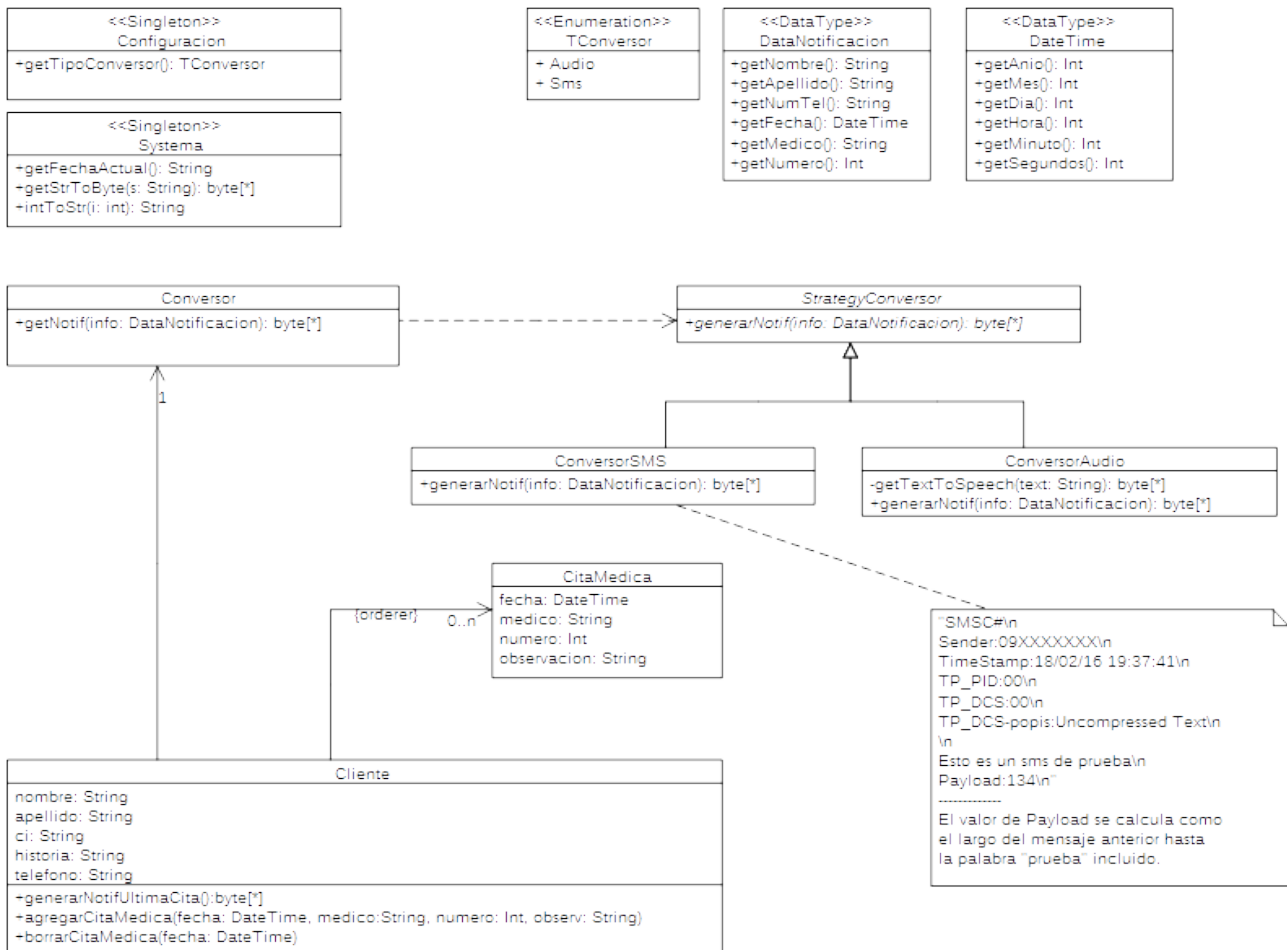 <<Singleton>>
Configuracion
+getTipoConversor(): TConversor
<<Singleton>>
Systema
+getFechaActual(): String
+getStrToByte(s: String): byte[*]
+intToStr(i: int): String
<<Enumeration>>
TConversor
+ Audio
+ Sms
<<DataType>>
DataNotificacion
+getNombre(): String
+getApellido(): String
+getNumTel(): String
+getFecha(): DateTime
+getMedico(): String
+getNumero(): Int
<<DataType>>
DateTime
+getAnio(): Int
+getMes(): Int
+getDia(): Int
+getHora(): Int
+getMinuto(): Int
+getSegundos(): Int
Conversor
+getNotif(info: DataNotificacion): byte[*]
StrategyConversor
+generarNotif(info: DataNotificacion): byte[*]
1
ConversorSMS
+generarNotif(info: DataNotificacion): byte[*]
ConversorAudio
-getTextToSpeech(text: String): byte[*]
+generarNotif(info: DataNotificacion): byte[*]
CitaMedica
fecha: DateTime
medico: String
numero: Int
observacion: String
{orderer}
0..n
"SMSC#\n
Sender:09XXXXXXX\n
TimeStamp:18/02/16 19:37:41\n
TP_PID:00\n
TP_DCS:00\n
TP_DCS-popis:Uncompressed Text\n
\n
Esto es un sms de prueba\n
Payload:134\n"
-------------
El valor de Payload se calcula como
el largo del mensaje anterior hasta
la palabra "prueba" incluido.
Cliente
nombre: String
apellido: String
ci: String
historia: String
telefono: String
+generarNotifUltimaCita():byte[*]
+agregarCitaMedica(fecha: DateTime, medico:String, numero: Int, observ: String)
+borrarCitaMedica(fecha: DateTime)